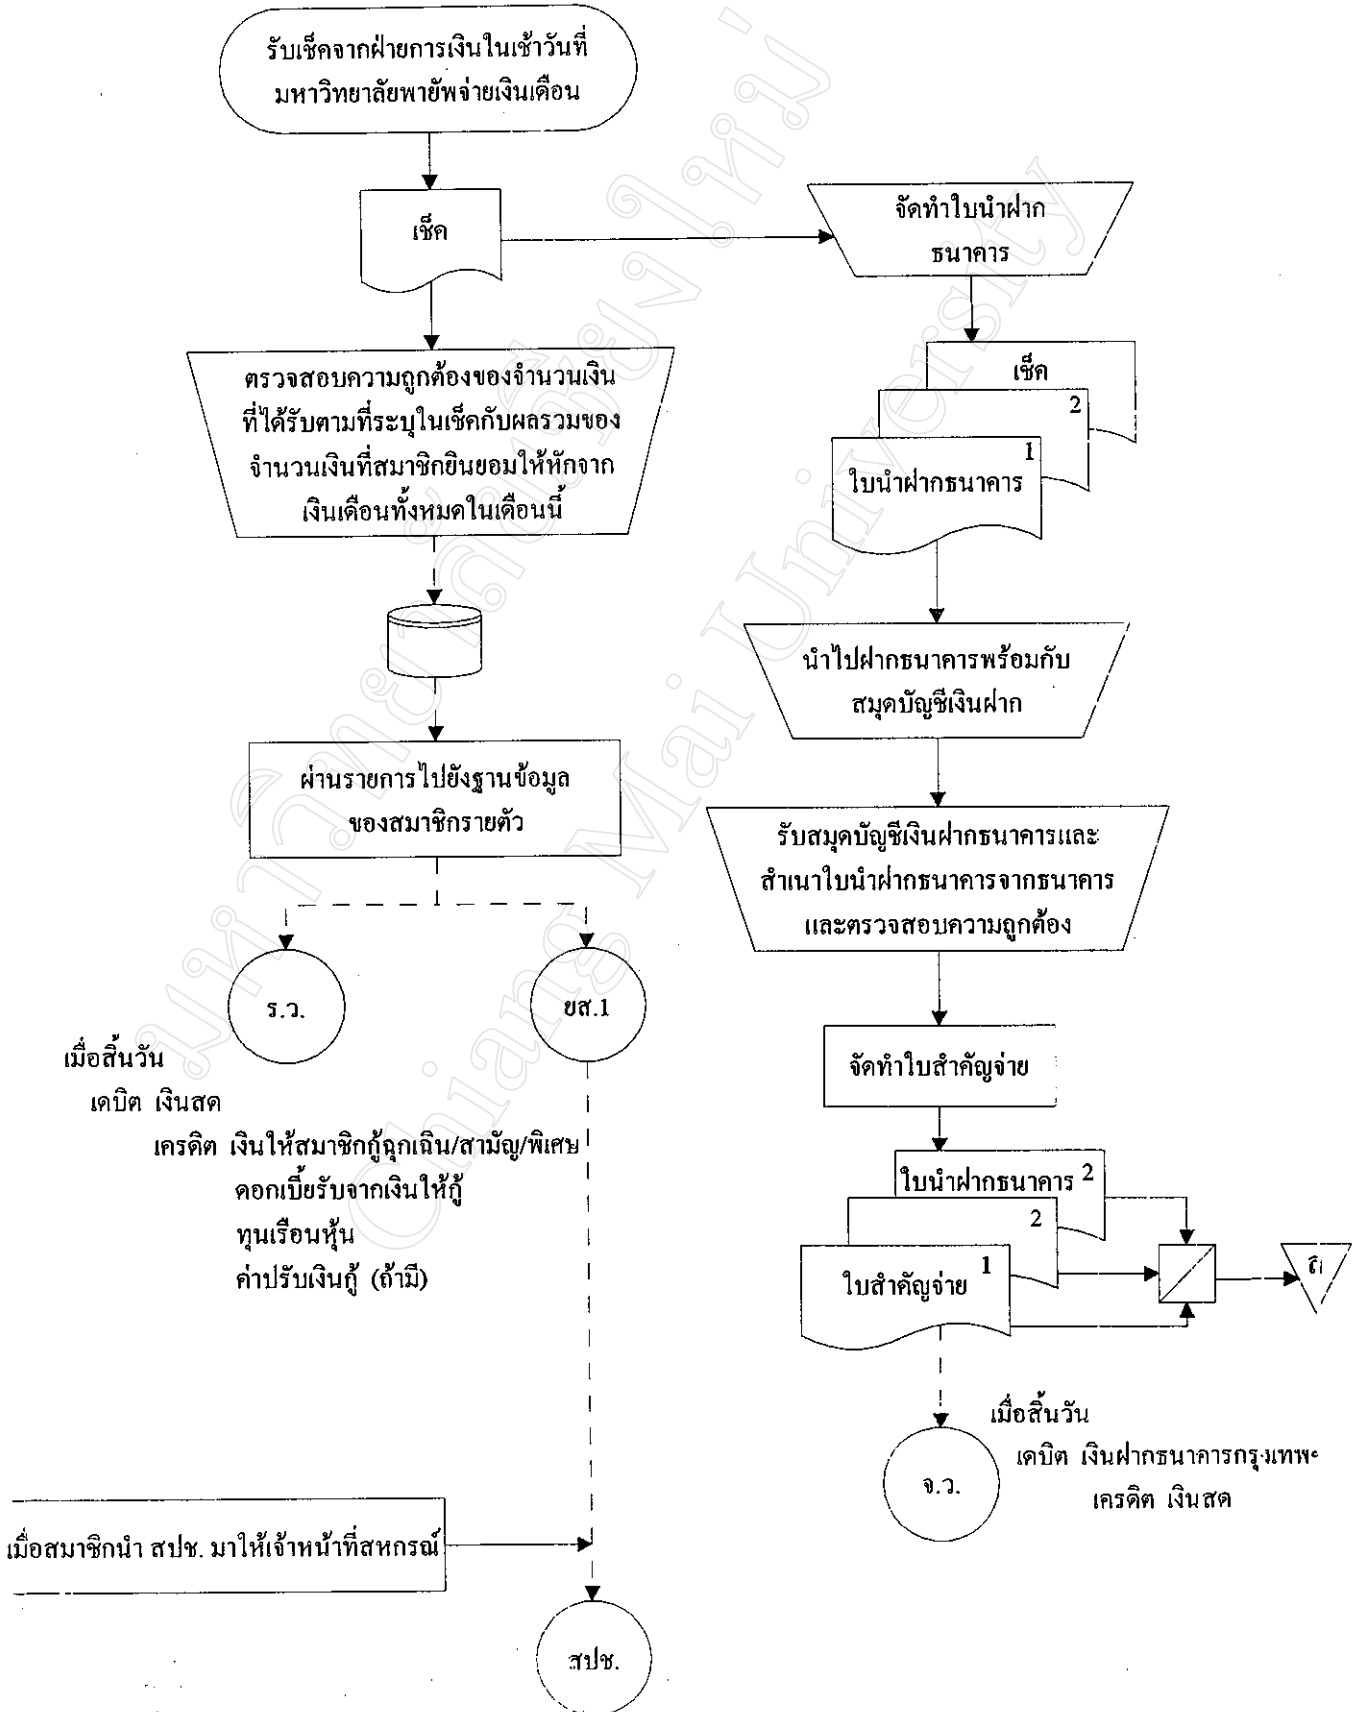 รับเช็คจากฝ่ายการเงินในเช้าวันที่
มหาวิทยาลัยพายัพจ่ายเงินเดือน
เช็ค
จัดทำใบนำฝาก
ธนาคาร
ตรวจสอบความถูกต้องของจำนวนเงิน
ที่ได้รับตามที่ระบุในเช็คกับผลรวมของ
จำนวนเงินที่สมาชิกยินยอมให้หักจาก
เงินเดือนทั้งหมดในเดือนนี้
เช็ค
2
1
ใบนำฝากธนาคาร
นำไปฝากธนาคารพร้อมกับ
สมุดบัญชีเงินฝาก
ผ่านรายการไปยังฐานข้อมูล
ของสมาชิกรายตัว
รับสมุดบัญชีเงินฝากธนาคารและ
สำเนาใบนำฝากธนาคารจากธนาคาร
และตรวจสอบความถูกต้อง
ร.ว.
ยส.1
เมื่อสิ้นวัน
เดบิต เงินสด
เครดิต เงินให้สมาชิกกู้ฉุกเฉิน/สามัญ/พิเศษ
ดอกเบี้ยรับจากเงินให้กู้
ทุนเรือนหุ้น
ค่าปรับเงินกู้ (ถ้ามี)
จัดทำใบสำคัญจ่าย
ใบนำฝากธนาคาร 2
2
1
ใบสำคัญจ่าย
เมื่อสิ้นวัน
เดบิต เงินฝากธนาคารกรุงเทพฯ
เครดิต เงินสด
จ.ว.
เมื่อสมาชิกนำ สปช. มาให้เจ้าหน้าที่สหกรณ์
สปช.
มหาวิทยาลัยเชียงใหม่
Chiang Mai University